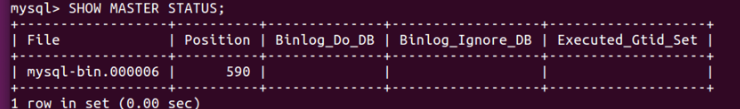 mysql> SHOW MASTER STATUS;
+------------------+----------+--------------+------------------+-------------------+
| File             | Position | Binlog_Do_DB | Binlog_Ignore_DB | Executed_Gtid_Set |
+------------------+----------+--------------+------------------+-------------------+
| mysql-bin.000006 |      590 |              |                  |                   |
+------------------+----------+--------------+------------------+-------------------+
1 row in set (0.00 sec)